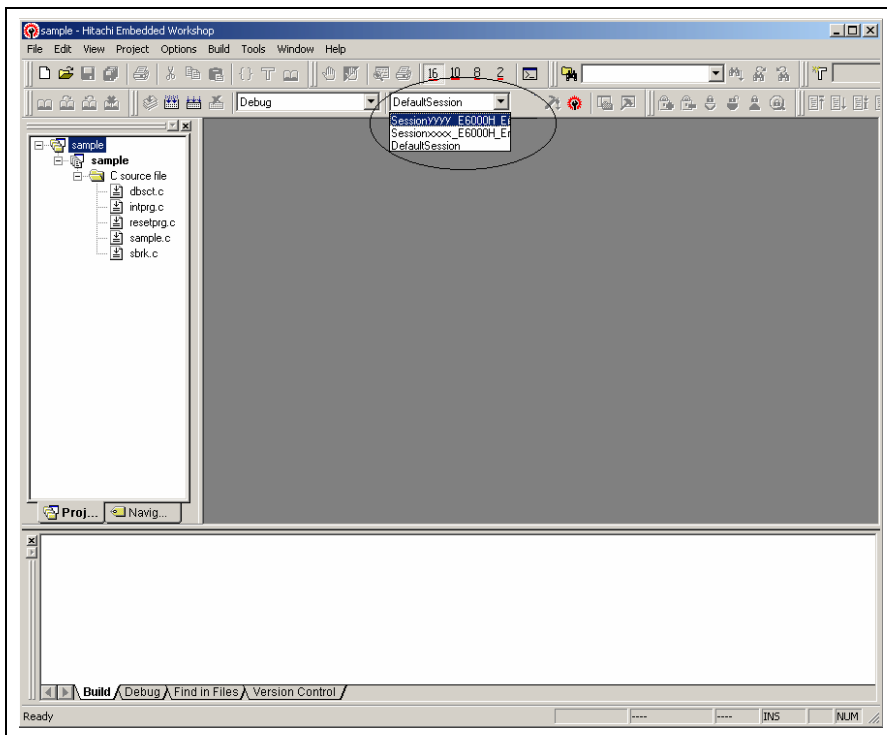 sample - Hitachi Embedded Workshop
File Edit View Project Options Build Tools Window Help
16 10 8 2
Debug DefaultSession
SessionYYYY_E6000H_Er
Sessionxxxx_E6000H_Er
DefaultSession
sample
sample
C source file
dbsct.c
intprg.c
resetprg.c
sample.c
sbrk.c
Proj... Navig...
Build Debug Find in Files Version Control
Ready ---- ---- INS NUM